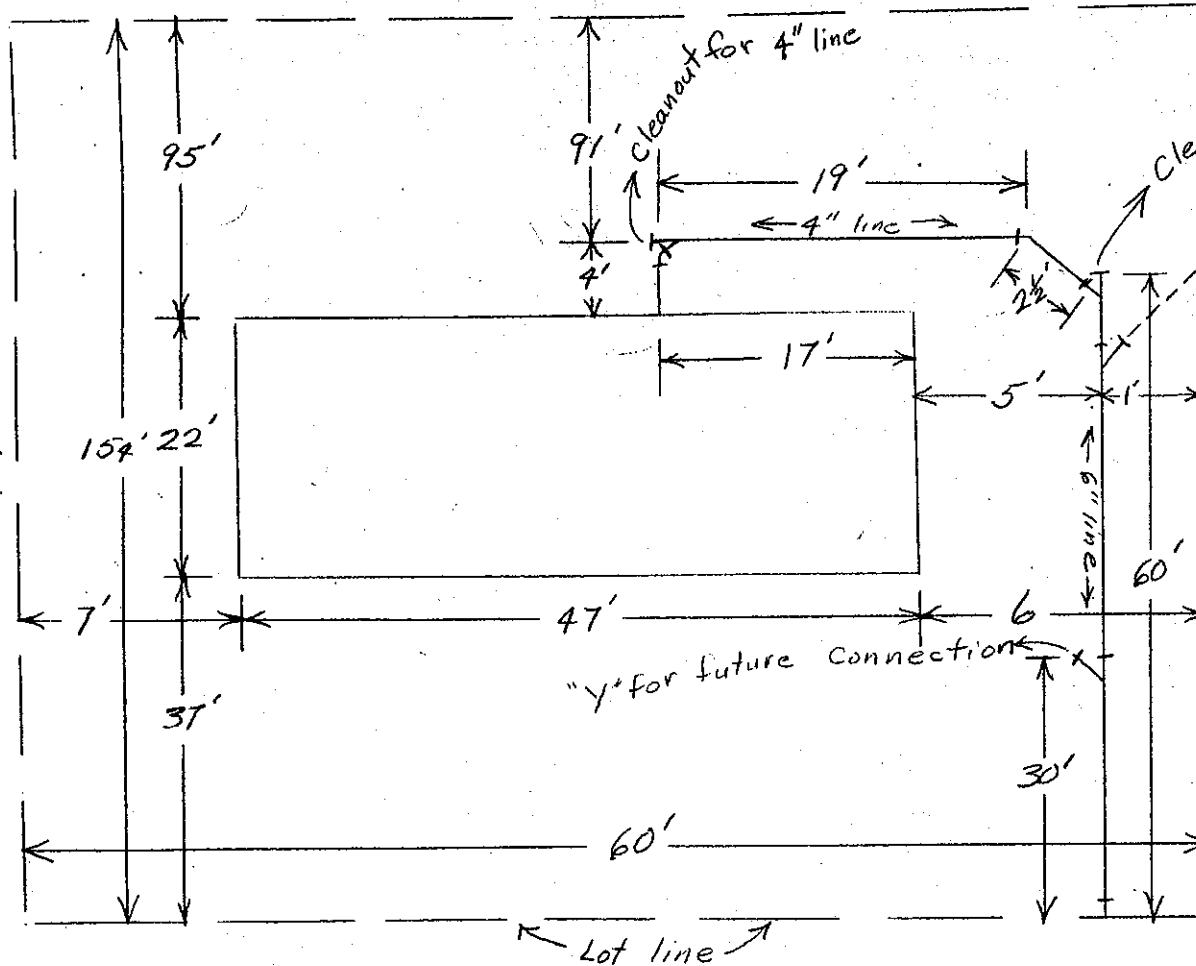 Cleanout for 4" line
95'
91'
19'
Cle
← 4" line →
4'
2½'
17'
5'
1'
154'
22'
← 6" line →
60'
7'
47'
6
"Y" for future Connection
37'
30'
60'
Lot line